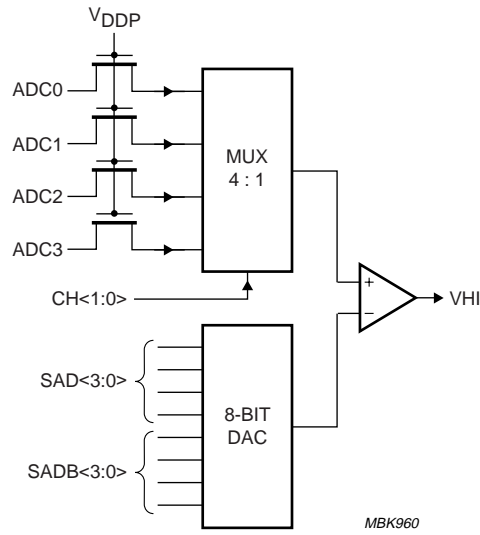 VDDP
ADC0
ADC1
ADC2
ADC3
MUX
4 : 1
CH<1:0>
+
−
VHI
SAD<3:0>
SADB<3:0>
8-BIT
DAC
MBK960